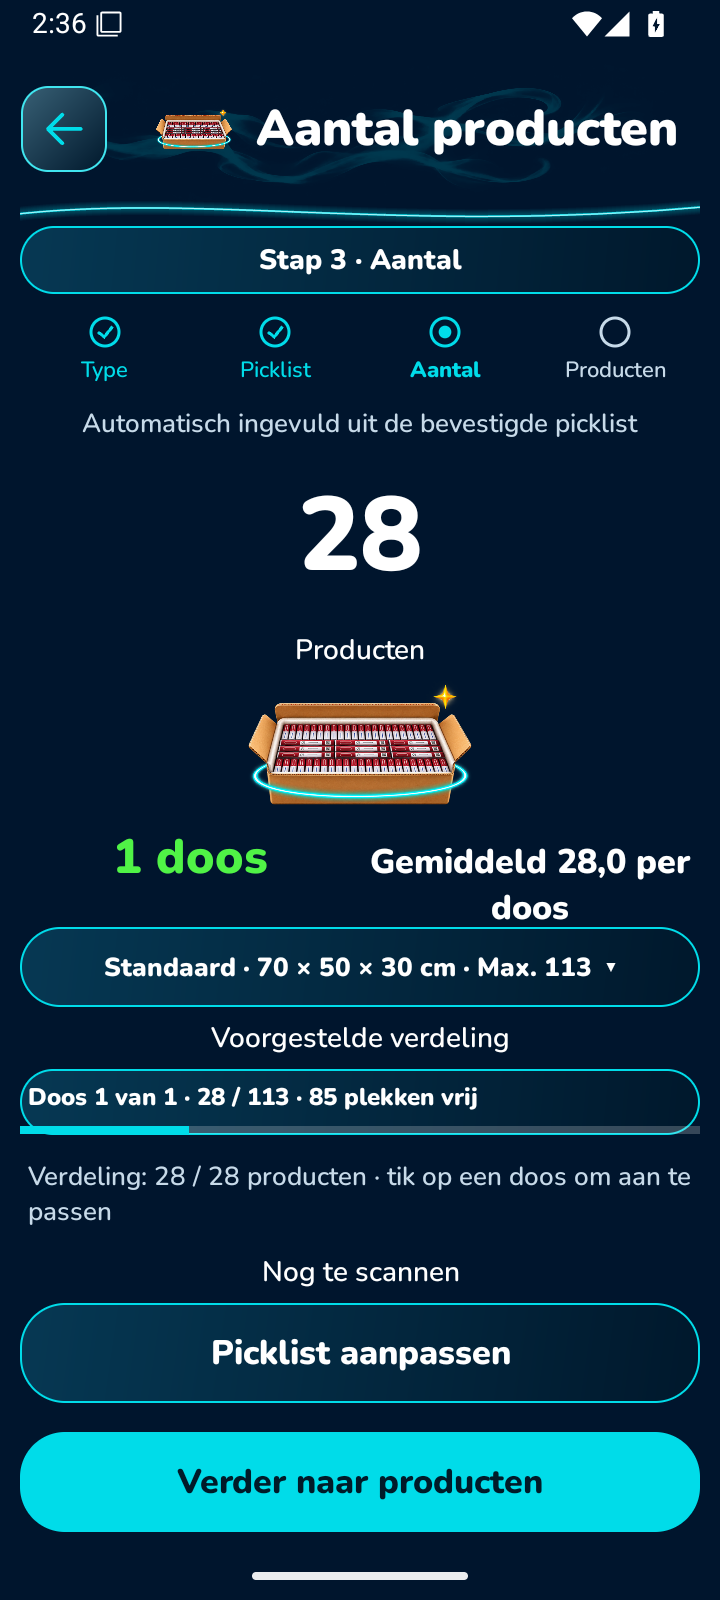 2:36
Aantal producten
Stap 3 · Aantal
Type
Picklist
Aantal
Producten
Automatisch ingevuld uit de bevestigde picklist
28
Producten
1 doos
Gemiddeld 28,0 per
doos
Standaard · 70 × 50 × 30 cm · Max. 113 ▼
Voorgestelde verdeling
Doos 1 van 1 · 28 / 113 · 85 plekken vrij
Verdeling: 28 / 28 producten · tik op een doos om aan te
passen
Nog te scannen
Picklist aanpassen
Verder naar producten